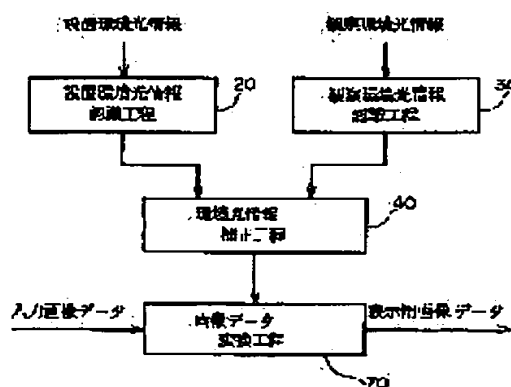 設置環境光情報
観察環境光情報
20
設置環境光情報
認識工程
30
観察環境光情報
認識工程
環境光情報
補正工程
40
入力画像データ
画像データ
変換工程
表示用画像データ
70